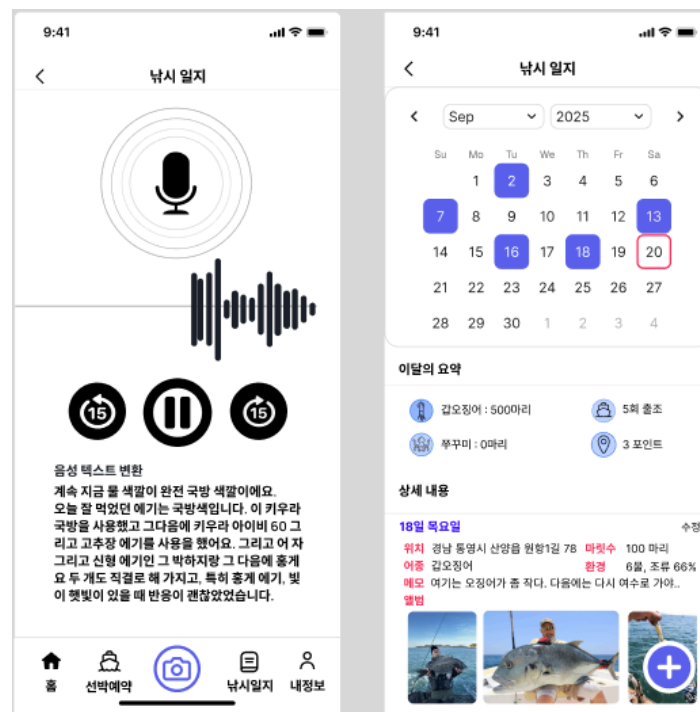 9:41
낚시 일지
15
15
음성 텍스트 변환
계속 지금 물 색깔이 완전 국방 색깔이에요.
오늘 잘 먹었던 에기는 국방색입니다. 이 키우라
국방을 사용했고 그다음에 키우라 아이비 60 그
리고 고추장 에기를 사용을 했어요. 그리고 어 자
그리고 신형 에기인 그 박하지랑 그 다음에 홍게
요 두 개도 직결로 해 가지고, 특히 홍게 에기, 빛
이 햇빛이 있을 때 반응이 괜찮았었습니다.
홈
선박예약
낚시일지
내정보
9:41
낚시 일지
Sep
2025
Su Mo Tu We Th Fr Sa
1 2 3 4 5 6
7 8 9 10 11 12 13
14 15 16 17 18 19 20
21 22 23 24 25 26 27
28 29 30 1 2 3 4
이달의 요약
갑오징어 : 500마리
5회 출조
쭈꾸미 : 0마리
3 포인트
상세 내용
18일 목요일
수정
위치 경남 통영시 산양읍 원항1길 78 마릿수 100 마리
어종 갑오징어 환경 6물, 조류 66%
메모 여기는 오징어가 좀 작다. 다음에는 다시 여수로 가야..
앨범